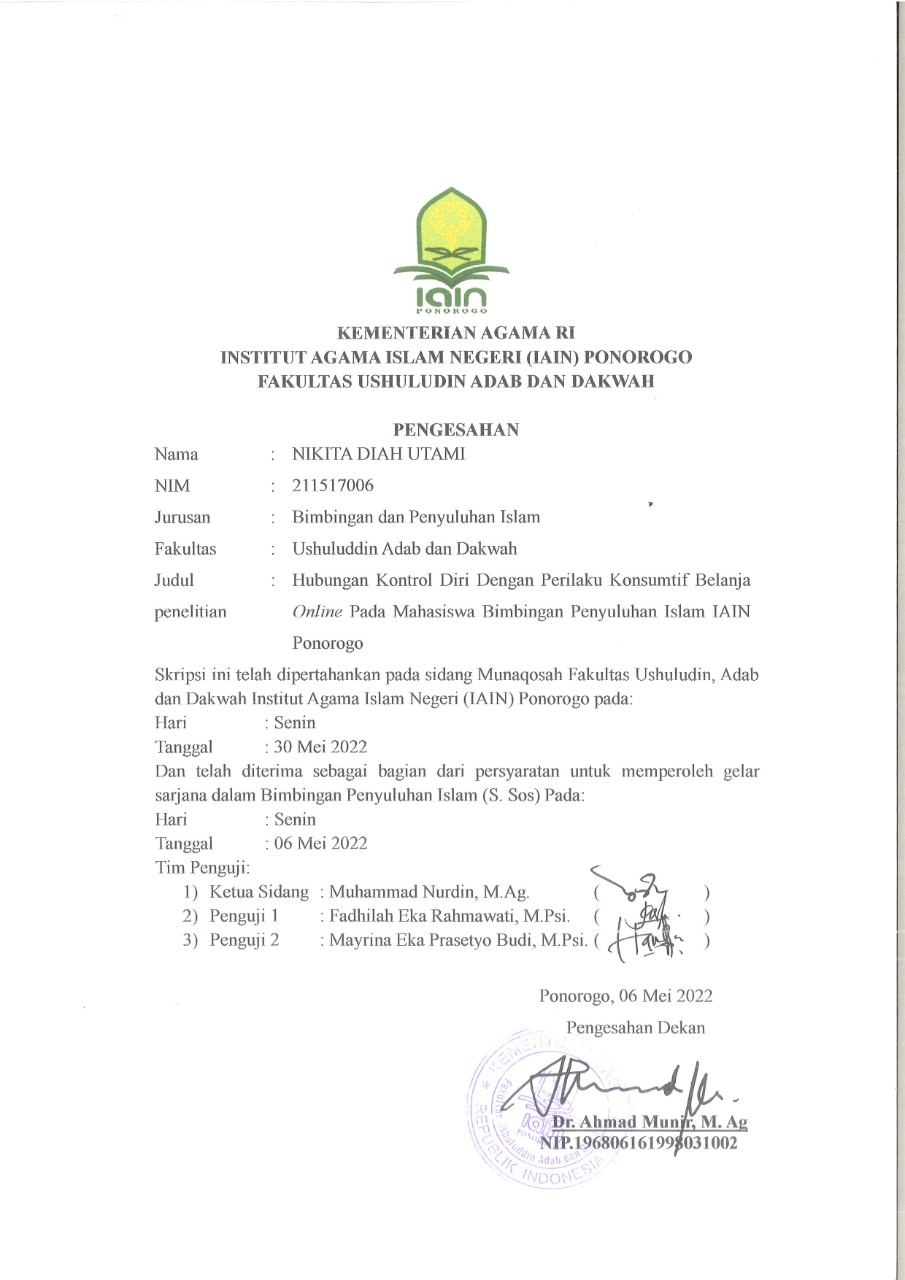 iain
PONOROGO
KEMENTERIAN AGAMA RI
INSTITUT AGAMA ISLAM NEGERI (IAIN) PONOROGO
FAKULTAS USHULUDIN ADAB DAN DAKWAH
PENGESAHAN
Nama : NIKITA DIAH UTAMI
NIM : 211517006
Jurusan : Bimbingan dan Penyuluhan Islam
Fakultas : Ushuluddin Adab dan Dakwah
Judul : Hubungan Kontrol Diri Dengan Perilaku Konsumtif Belanja
penelitian Online Pada Mahasiswa Bimbingan Penyuluhan Islam IAIN
Ponorogo
Skripsi ini telah dipertahankan pada sidang Munaqosah Fakultas Ushuludin, Adab
dan Dakwah Institut Agama Islam Negeri (IAIN) Ponorogo pada:
Hari : Senin
Tanggal : 30 Mei 2022
Dan telah diterima sebagai bagian dari persyaratan untuk memperoleh gelar
sarjana dalam Bimbingan Penyuluhan Islam (S. Sos) Pada:
Hari : Senin
Tanggal : 06 Mei 2022
Tim Penguji:
1) Ketua Sidang : Muhammad Nurdin, M.Ag. ( )
2) Penguji 1 : Fadhilah Eka Rahmawati, M.Psi. ( )
3) Penguji 2 : Mayrina Eka Prasetyo Budi, M.Psi. ( )
Ponorogo, 06 Mei 2022
Pengesahan Dekan
Dr. Ahmad Munir, M. Ag
NIP.196806161998031002
REPUBLIK INDONESIA
Fakultas Ushuluddin Adab dan